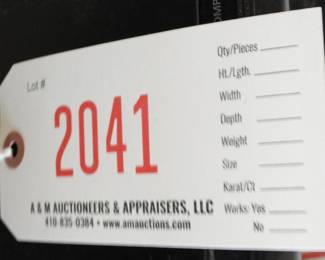 Lot #
2041
A & M AUCTIONEERS & APPRAISERS, LLC
410-835-0384 • www.amauctions.com
Qty/Pieces
Ht./Lgth.
Width
Depth
Weight
Size
Karat/Ct
Works: Yes
No